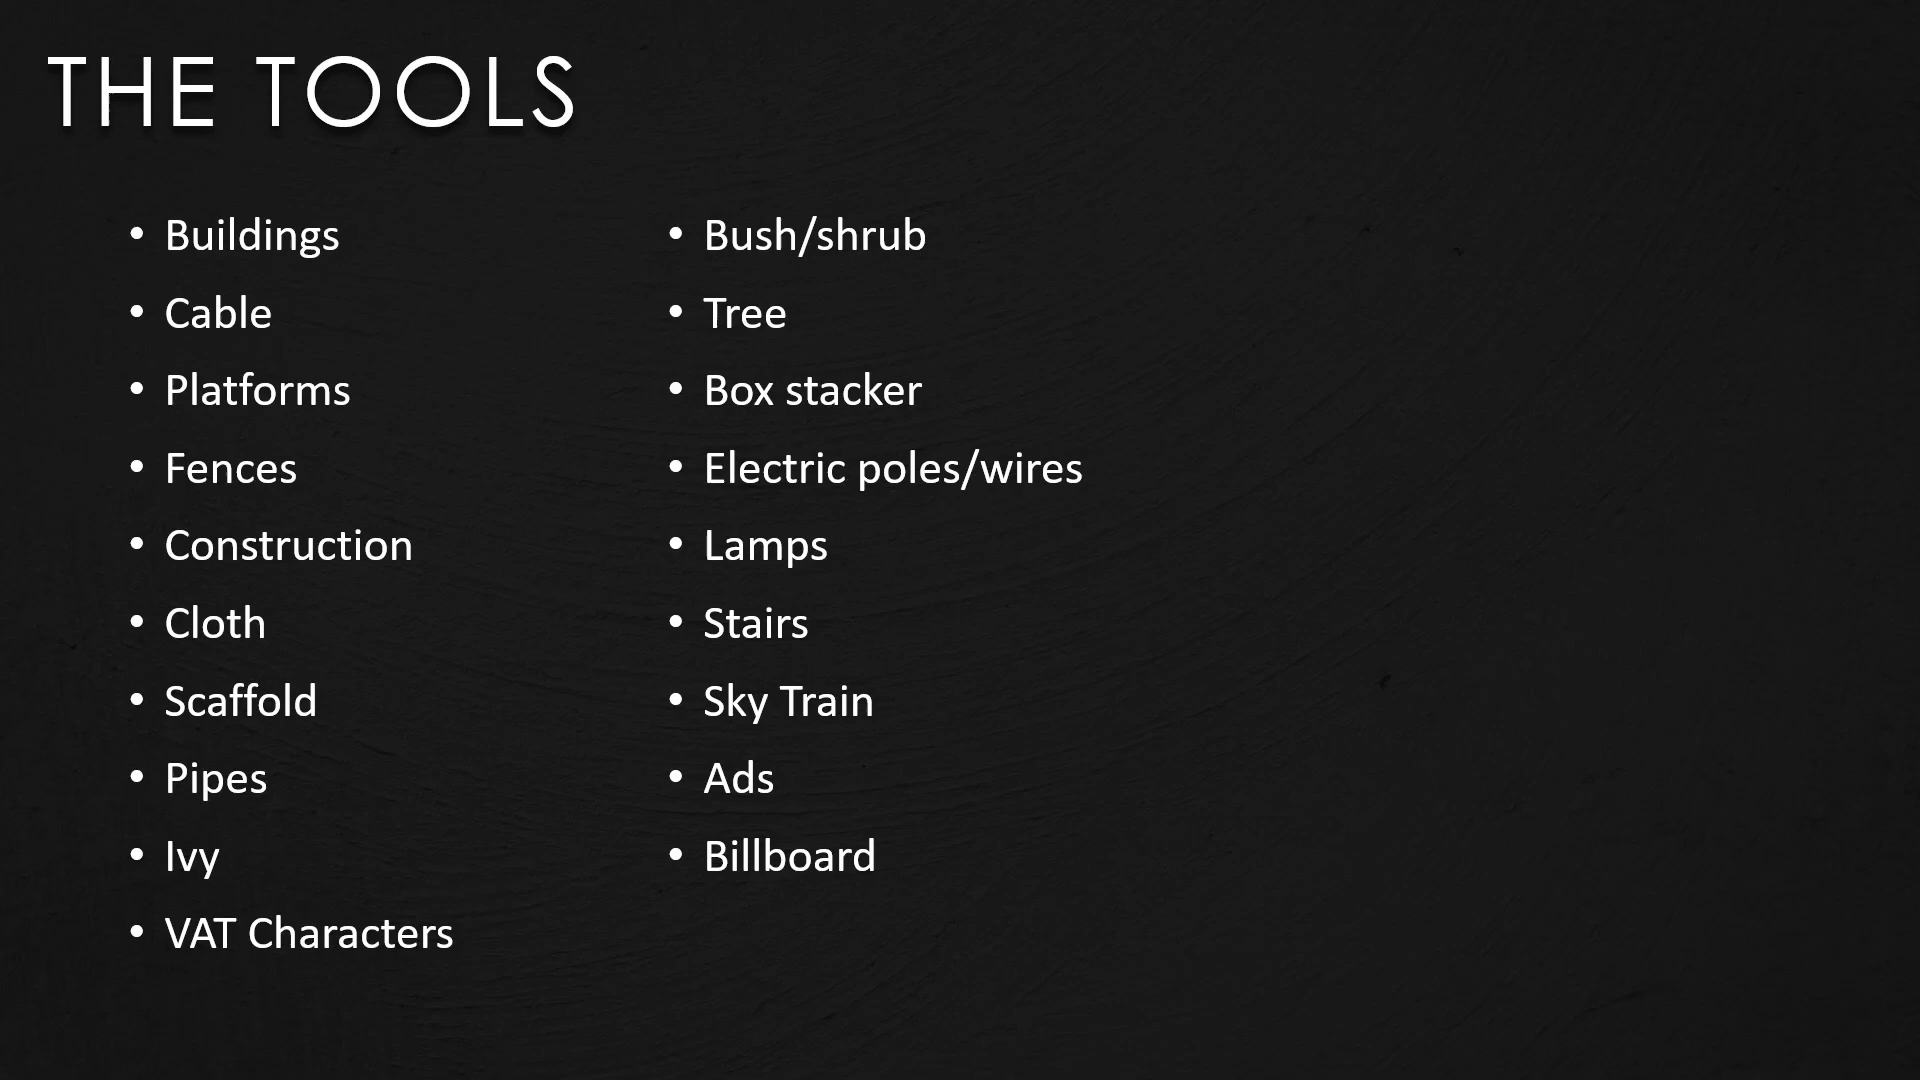 THE TOOLS
• Buildings
• Cable
• Platforms
• Fences
• Construction
• Cloth
• Scaffold
• Pipes
• Ivy
• VAT Characters
• Bush/shrub
• Tree
• Box stacker
• Electric poles/wires
• Lamps
• Stairs
• Sky Train
• Ads
• Billboard